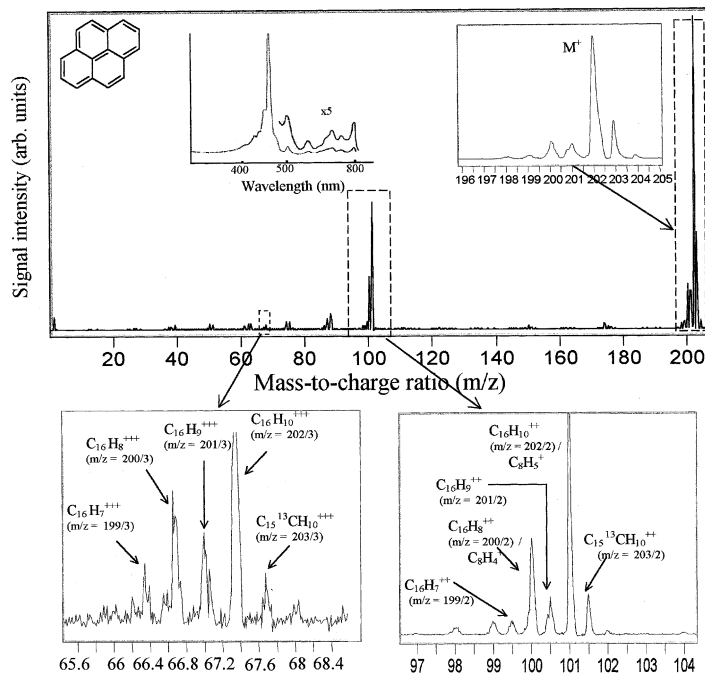 Signal intensity (arb. units)
x5
400 500 800
Wavelength (nm)
M+
196 197 198 199 200 201 202 203 204 205
20 40 60 80 100 120 140 160 180 200
Mass-to-charge ratio (m/z)
C16H7+++
(m/z = 199/3)
C16H8+++
(m/z = 200/3)
C16H9+++
(m/z = 201/3)
C16H10+++
(m/z = 202/3)
C15 13CH10+++
(m/z = 203/3)
65.6 66 66.4 66.8 67.2 67.6 68 68.4
C16H10++
(m/z = 202/2) /
C8H5+
C16H9++
(m/z = 201/2)
C16H8++
(m/z = 200/2) /
C8H4
C16H7++
(m/z = 199/2)
C15 13CH10++
(m/z = 203/2)
97 98 99 100 101 102 103 104